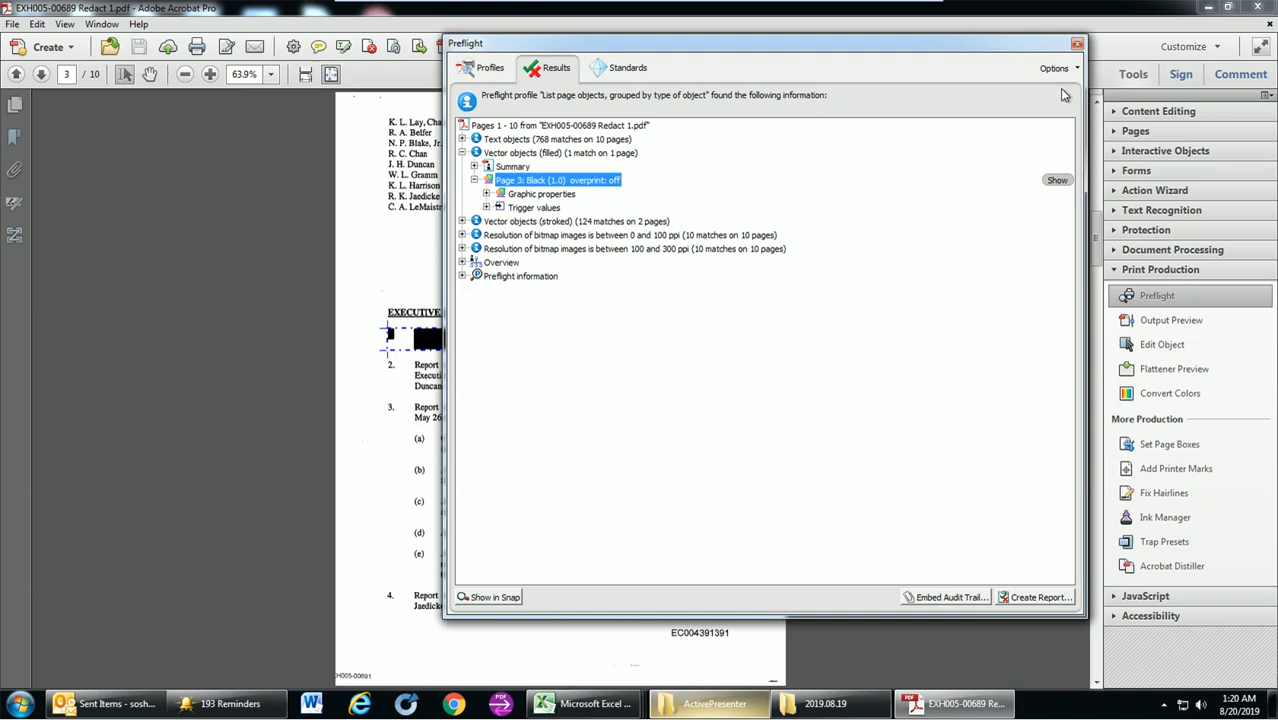 EXH005-00689 Redact 1.pdf - Adobe Acrobat Pro
File Edit View Window Help
Create
Customize
3 / 10
63.9%
Tools Sign Comment
Preflight
Profiles Results Standards
Options
Preflight profile "List page objects, grouped by type of object" found the following information:
Pages 1 - 10 from "EXH005-00689 Redact 1.pdf"
Text objects (768 matches on 10 pages)
Vector objects (filled) (1 match on 1 page)
Summary
Page 3: Black (1.0) overprint: off
Show
Graphic properties
Trigger values
Vector objects (stroked) (124 matches on 2 pages)
Resolution of bitmap images is between 0 and 100 ppi (10 matches on 10 pages)
Resolution of bitmap images is between 100 and 300 ppi (10 matches on 10 pages)
Overview
Preflight information
Show in Snap
Embed Audit Trail...
Create Report...
K. L. Lay, Cha
R. A. Belfer
N. P. Blake, Jr.
R. C. Chan
J. H. Duncan
W. L. Gramm
K. L. Harrison
R. K. Jaedicke
C. A. LeMaistr
EXECUTIVE
2. Report
Executi
Duncan
3. Report
May 26
(a)
(b)
(c)
(d)
(e)
4. Report
Jaedick
EC004391391
XH005-00691
Content Editing
Pages
Interactive Objects
Forms
Action Wizard
Text Recognition
Protection
Document Processing
Print Production
Preflight
Output Preview
Edit Object
Flattener Preview
Convert Colors
More Production
Set Page Boxes
Add Printer Marks
Fix Hairlines
Ink Manager
Trap Presets
Acrobat Distiller
JavaScript
Accessibility
Sent Items - sosh...
193 Reminders
PDF
Microsoft Excel ...
ActivePresenter
2019.08.19
EXH005-00689 Re...
1:20 AM
8/20/2019